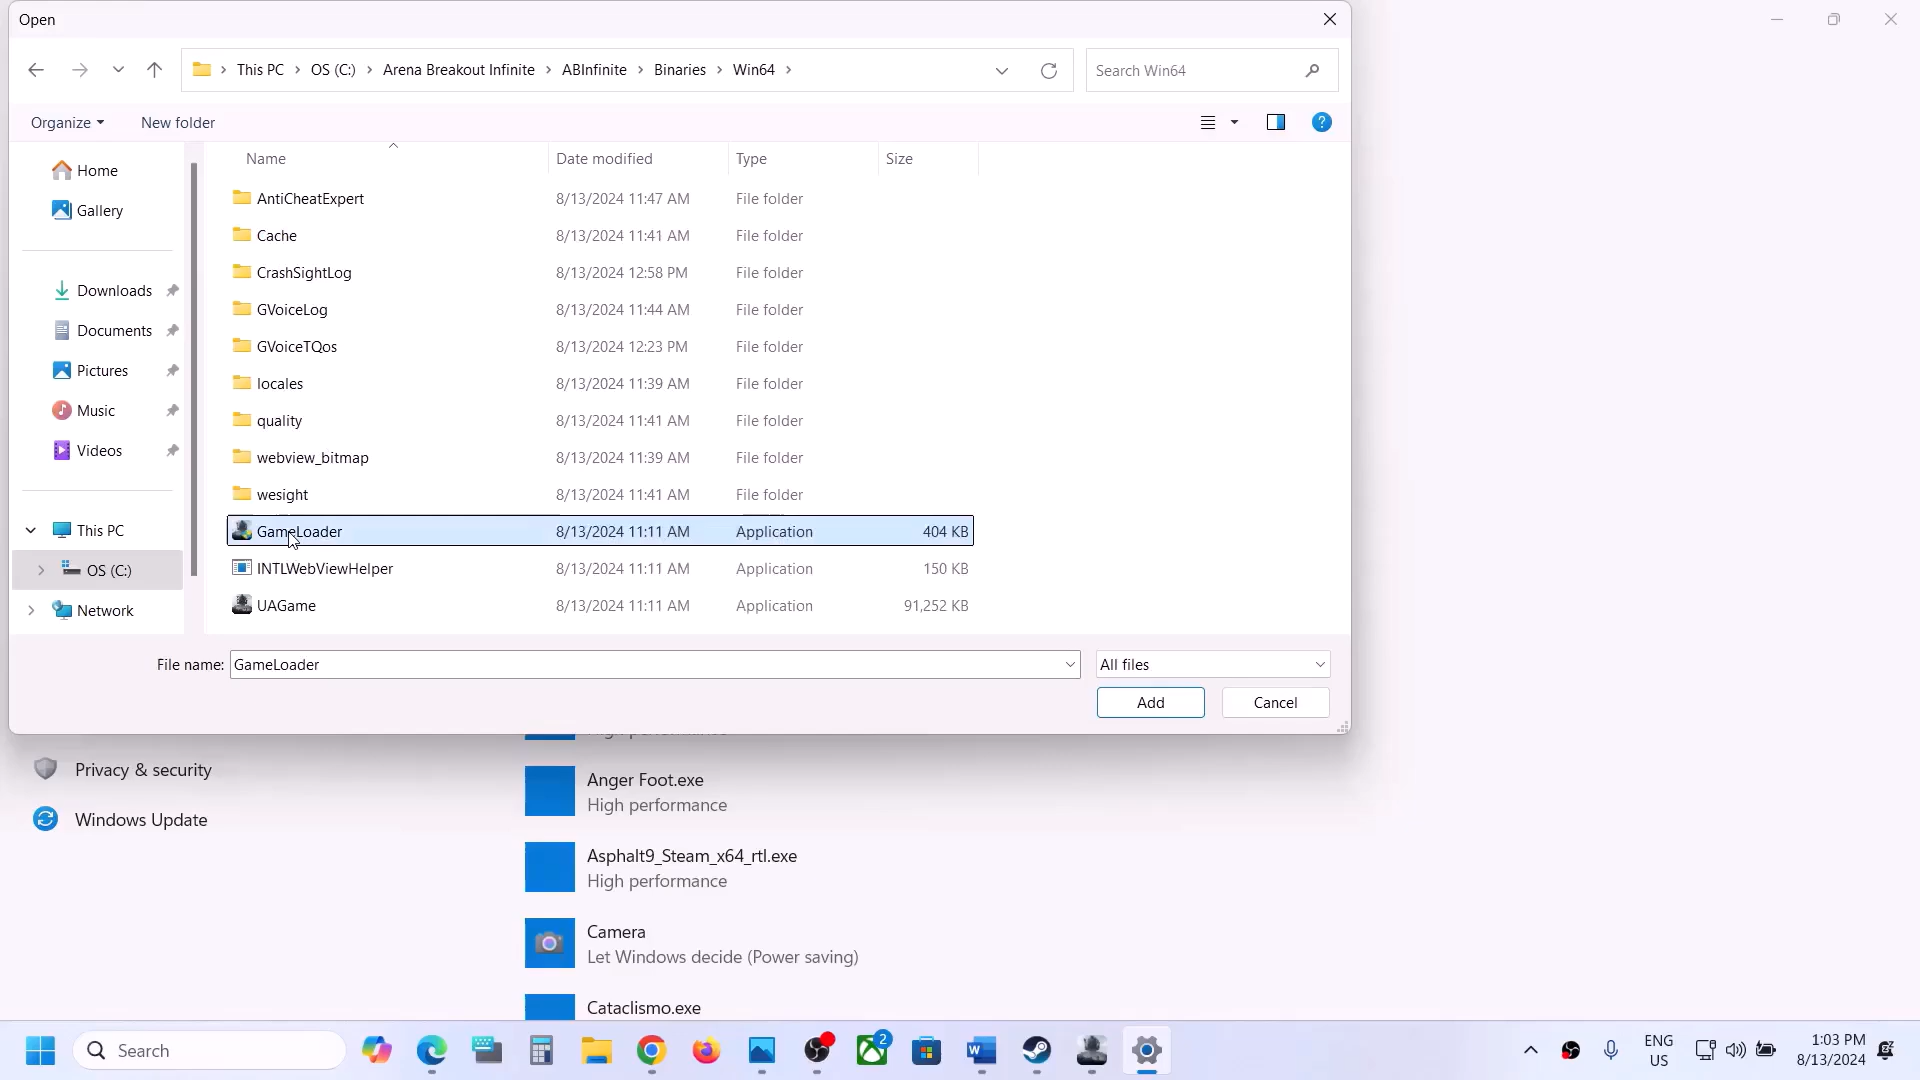 Open
This PC OS (C:) Arena Breakout Infinite ABInfinite Binaries Win64
Search Win64
Organize New folder
Name Date modified Type Size
Home
Gallery
Downloads
Documents
Pictures
Music
Videos
This PC
OS (C:)
Network
AntiCheatExpert 8/13/2024 11:47 AM File folder
Cache 8/13/2024 11:41 AM File folder
CrashSightLog 8/13/2024 12:58 PM File folder
GVoiceLog 8/13/2024 11:44 AM File folder
GVoiceTQos 8/13/2024 12:23 PM File folder
locales 8/13/2024 11:39 AM File folder
quality 8/13/2024 11:41 AM File folder
webview_bitmap 8/13/2024 11:39 AM File folder
wesight 8/13/2024 11:41 AM File folder
GameLoader 8/13/2024 11:11 AM Application 404 KB
INTLWebViewHelper 8/13/2024 11:11 AM Application 150 KB
UAGame 8/13/2024 11:11 AM Application 91,252 KB
File name: GameLoader All files
Add Cancel
Privacy & security
Windows Update
Anger Foot.exe
High performance
Asphalt9_Steam_x64_rtl.exe
High performance
Camera
Let Windows decide (Power saving)
Cataclismo.exe
Search
2
ENG
US
1:03 PM
8/13/2024